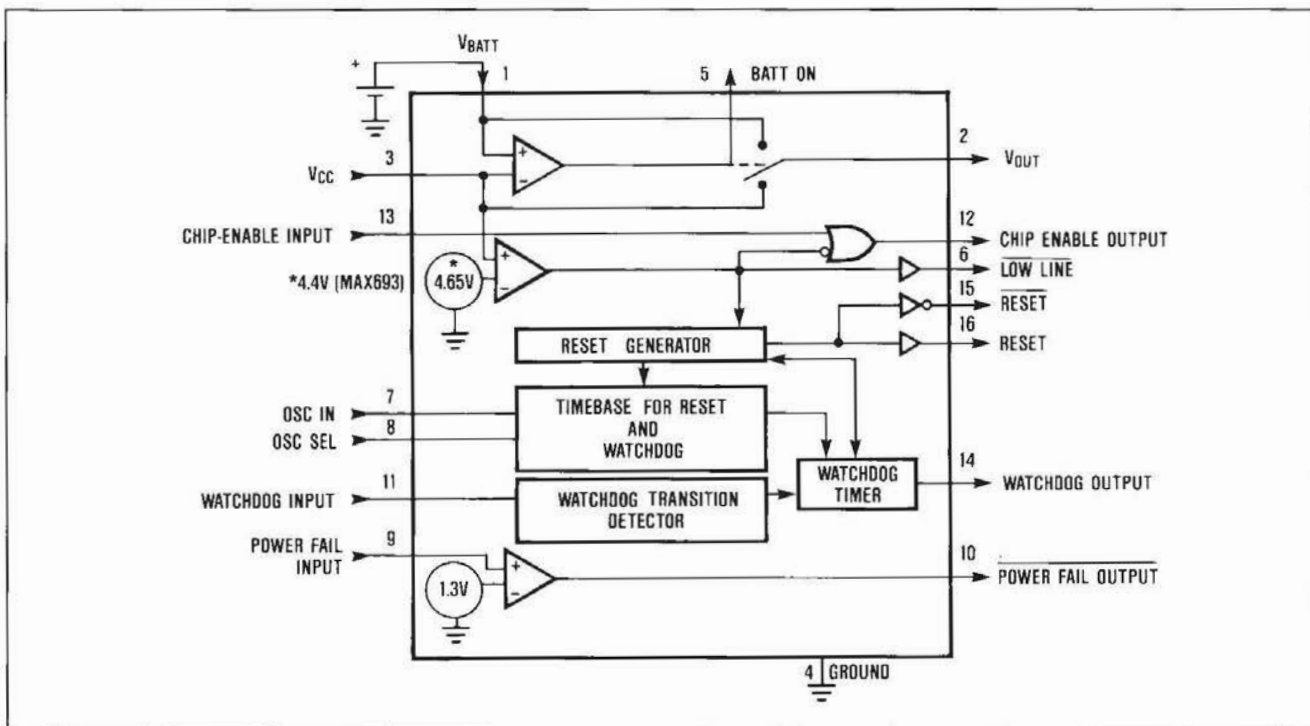 VBATT
+
1
5 BATT ON
2
VOUT
3
VCC
+
−
13
CHIP-ENABLE INPUT
12
CHIP ENABLE OUTPUT
*
4.65V
*4.4V (MAX693)
+
−
6
LOW LINE
15
RESET
16
RESET
RESET GENERATOR
7
OSC IN
8
OSC SEL
TIMEBASE FOR RESET
AND
WATCHDOG
11
WATCHDOG INPUT
WATCHDOG TRANSITION
DETECTOR
WATCHDOG
TIMER
14
WATCHDOG OUTPUT
9
POWER FAIL
INPUT
1.3V
+
−
10
POWER FAIL OUTPUT
4 GROUND